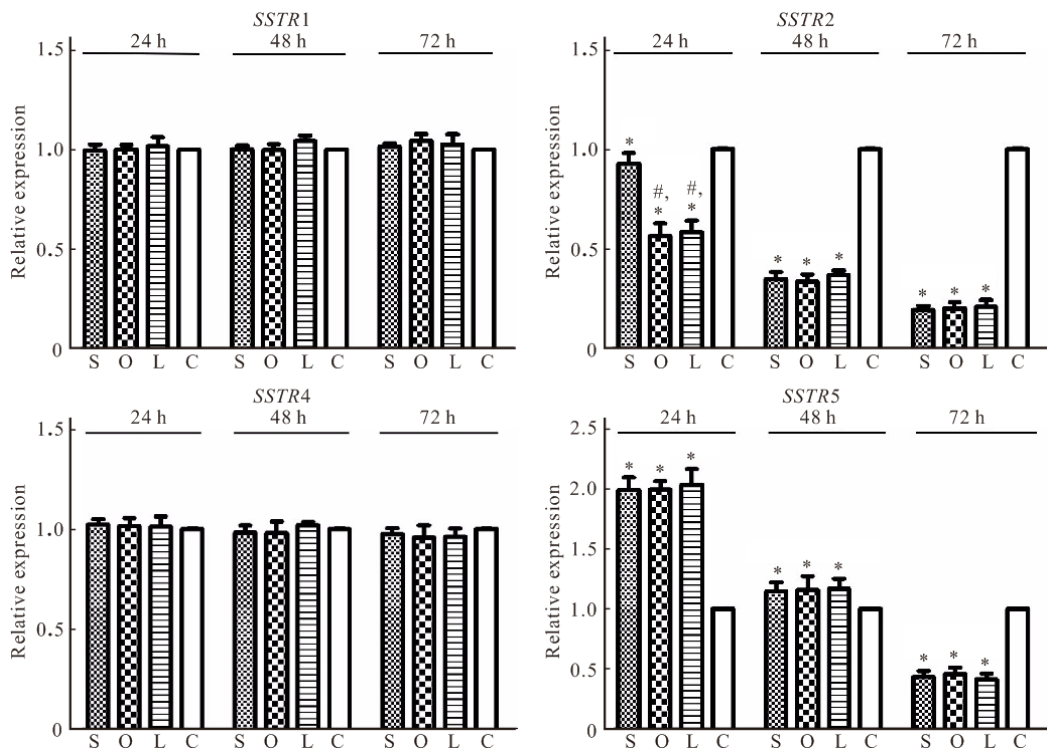 SSTR1
24 h 48 h 72 h
1.5
1.0
0.5
0
Relative expression
S O L C S O L C S O L C
SSTR2
24 h 48 h 72 h
1.5
1.0
0.5
0
Relative expression
*
#, #,
* *
* * *
* * *
S O L C S O L C S O L C
SSTR4
24 h 48 h 72 h
1.5
1.0
0.5
0
Relative expression
S O L C S O L C S O L C
SSTR5
24 h 48 h 72 h
2.5
2.0
1.5
1.0
0.5
0
Relative expression
* * *
* * *
* * *
S O L C S O L C S O L C